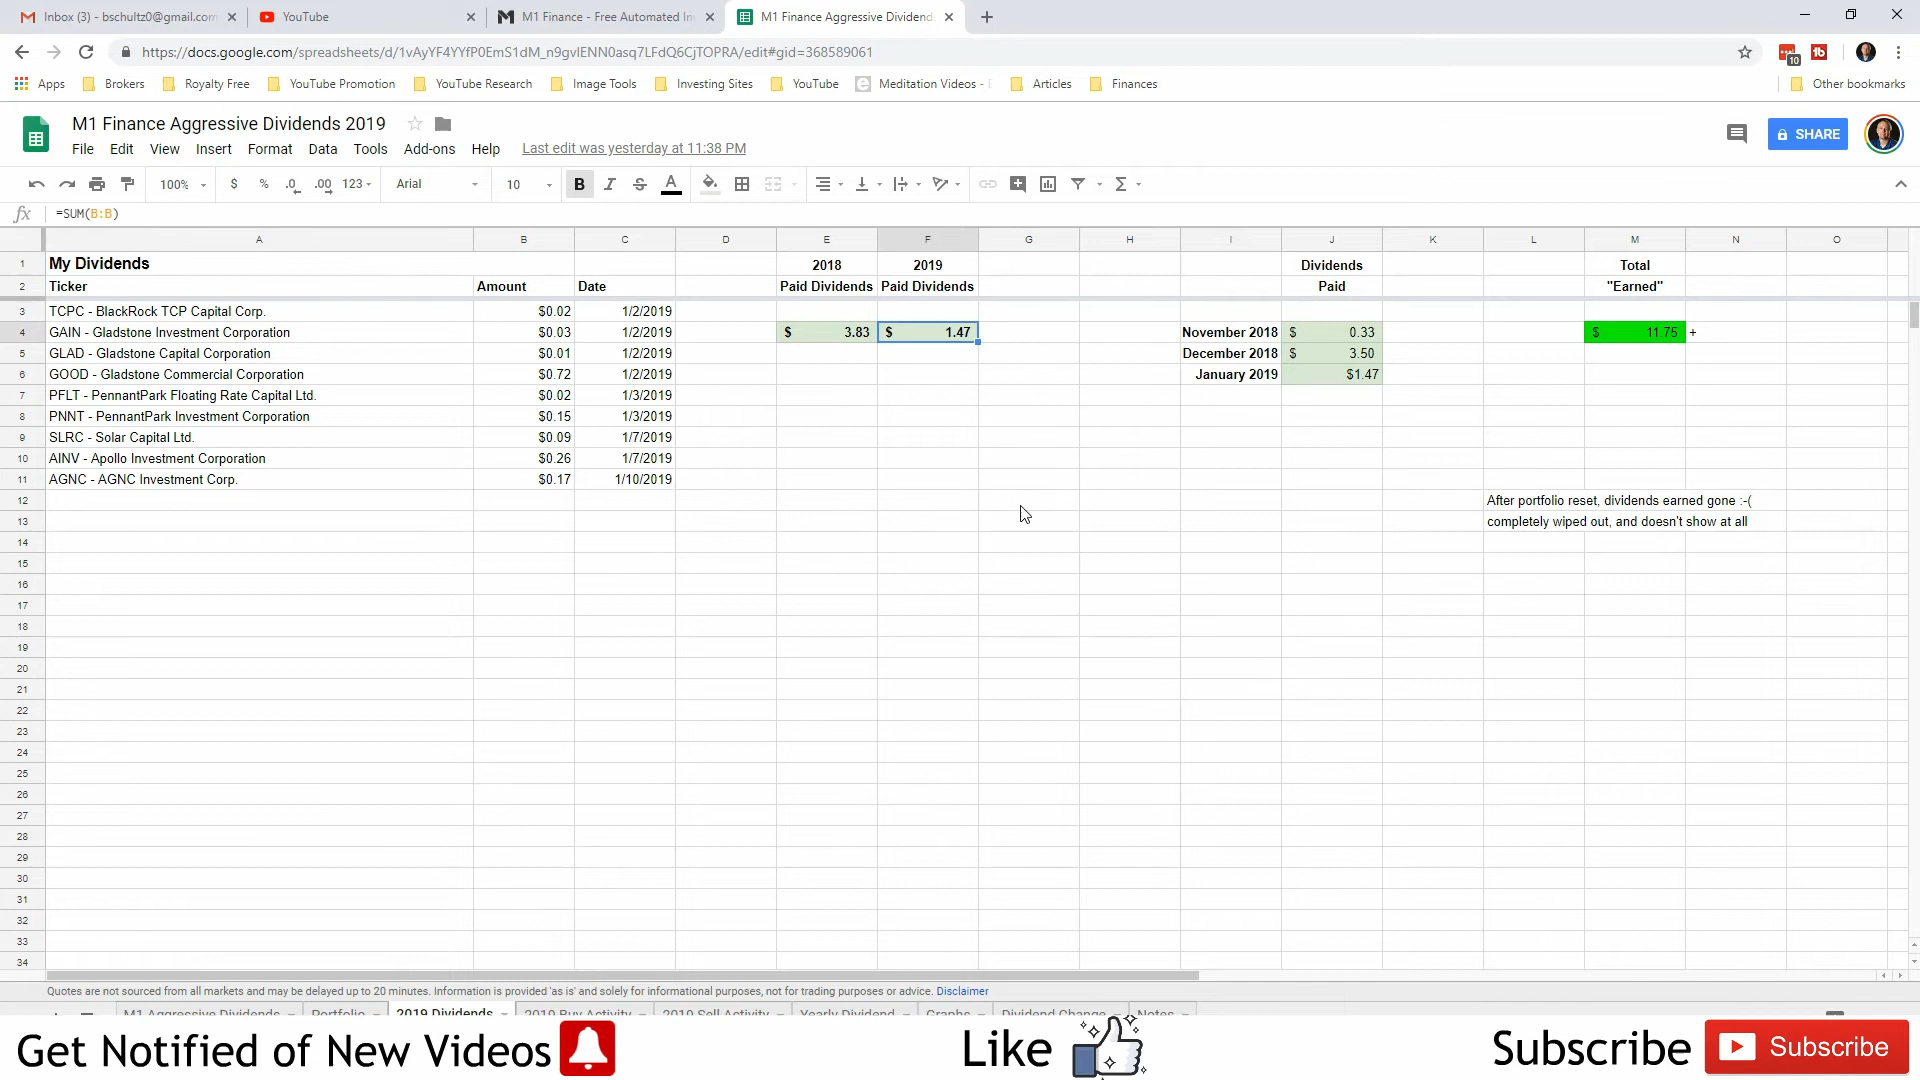 Inbox (3) - bschultz0@gmail.com
YouTube
M1 Finance - Free Automated In
M1 Finance Aggressive Dividend
https://docs.google.com/spreadsheets/d/1vAyYF4YYfP0EmS1dM_n9gvlENN0asq7LFdQ6CjTOPRA/edit#gid=368589061
10
tb
Apps Brokers Royalty Free YouTube Promotion YouTube Research Image Tools Investing Sites YouTube Meditation Videos - Articles Finances Other bookmarks
M1 Finance Aggressive Dividends 2019
SHARE
File Edit View Insert Format Data Tools Add-ons Help Last edit was yesterday at 11:38 PM
100% $ % .0 .00 123 Arial 10 B I S A Σ
fx =SUM(B:B)
A B C D E F G H I J K L M N O
1 My Dividends 2018 2019 Dividends Total
2 Ticker Amount Date Paid Dividends Paid Dividends Paid "Earned"
3 TCPC - BlackRock TCP Capital Corp. $0.02 1/2/2019
4 GAIN - Gladstone Investment Corporation $0.03 1/2/2019 $ 3.83 $ 1.47 November 2018 $ 0.33 $ 11.75 +
5 GLAD - Gladstone Capital Corporation $0.01 1/2/2019 December 2018 $ 3.50
6 GOOD - Gladstone Commercial Corporation $0.72 1/2/2019 January 2019 $1.47
7 PFLT - PennantPark Floating Rate Capital Ltd. $0.02 1/3/2019
8 PNNT - PennantPark Investment Corporation $0.15 1/3/2019
9 SLRC - Solar Capital Ltd. $0.09 1/7/2019
10 AINV - Apollo Investment Corporation $0.26 1/7/2019
11 AGNC - AGNC Investment Corp. $0.17 1/10/2019
12 After portfolio reset, dividends earned gone :-(
13 completely wiped out, and doesn't show at all
14
15
16
17
18
19
20
21
22
23
24
25
26
27
28
29
30
31
32
33
34
Quotes are not sourced from all markets and may be delayed up to 20 minutes. Information is provided 'as is' and solely for informational purposes, not for trading purposes or advice. Disclaimer
M1 Aggressive Dividends Portfolio 2019 Dividends 2019 Buy Activity 2019 Sell Activity Yearly Dividend Graphs Dividend Change Notes
Get Notified of New Videos Like Subscribe Subscribe